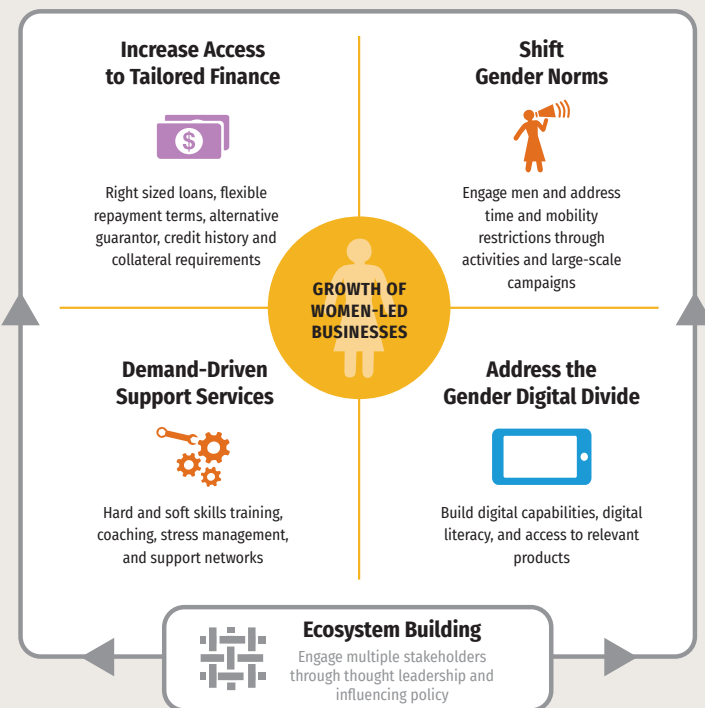 Increase Access
to Tailored Finance
$
Right sized loans, flexible
repayment terms, alternative
guarantor, credit history and
collateral requirements
Shift
Gender Norms
Engage men and address
time and mobility
restrictions through
activities and large-scale
campaigns
GROWTH OF
WOMEN-LED
BUSINESSES
Demand-Driven
Support Services
Hard and soft skills training,
coaching, stress management,
and support networks
Address the
Gender Digital Divide
Build digital capabilities, digital
literacy, and access to relevant
products
Ecosystem Building
Engage multiple stakeholders
through thought leadership and
influencing policy